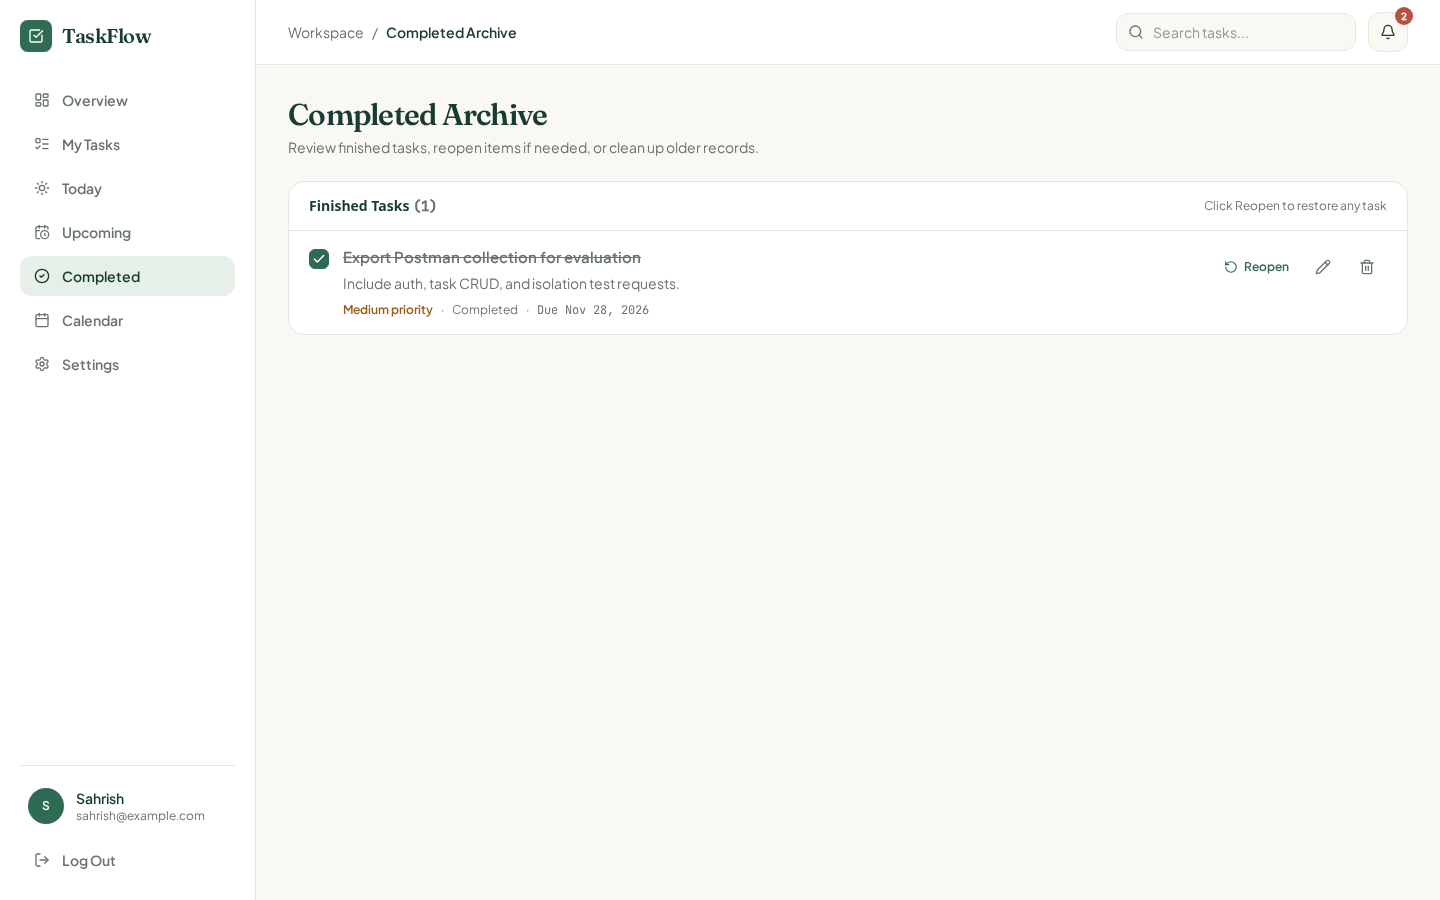 TaskFlow
Overview
My Tasks
Today
Upcoming
Completed
Calendar
Settings
S
Sahrish
sahrish@example.com
Log Out
Workspace / Completed Archive
Search tasks...
2
Completed Archive
Review finished tasks, reopen items if needed, or clean up older records.
Finished Tasks (1)
Click Reopen to restore any task
Export Postman collection for evaluation
Include auth, task CRUD, and isolation test requests.
Medium priority · Completed · Due Nov 28, 2026
Reopen